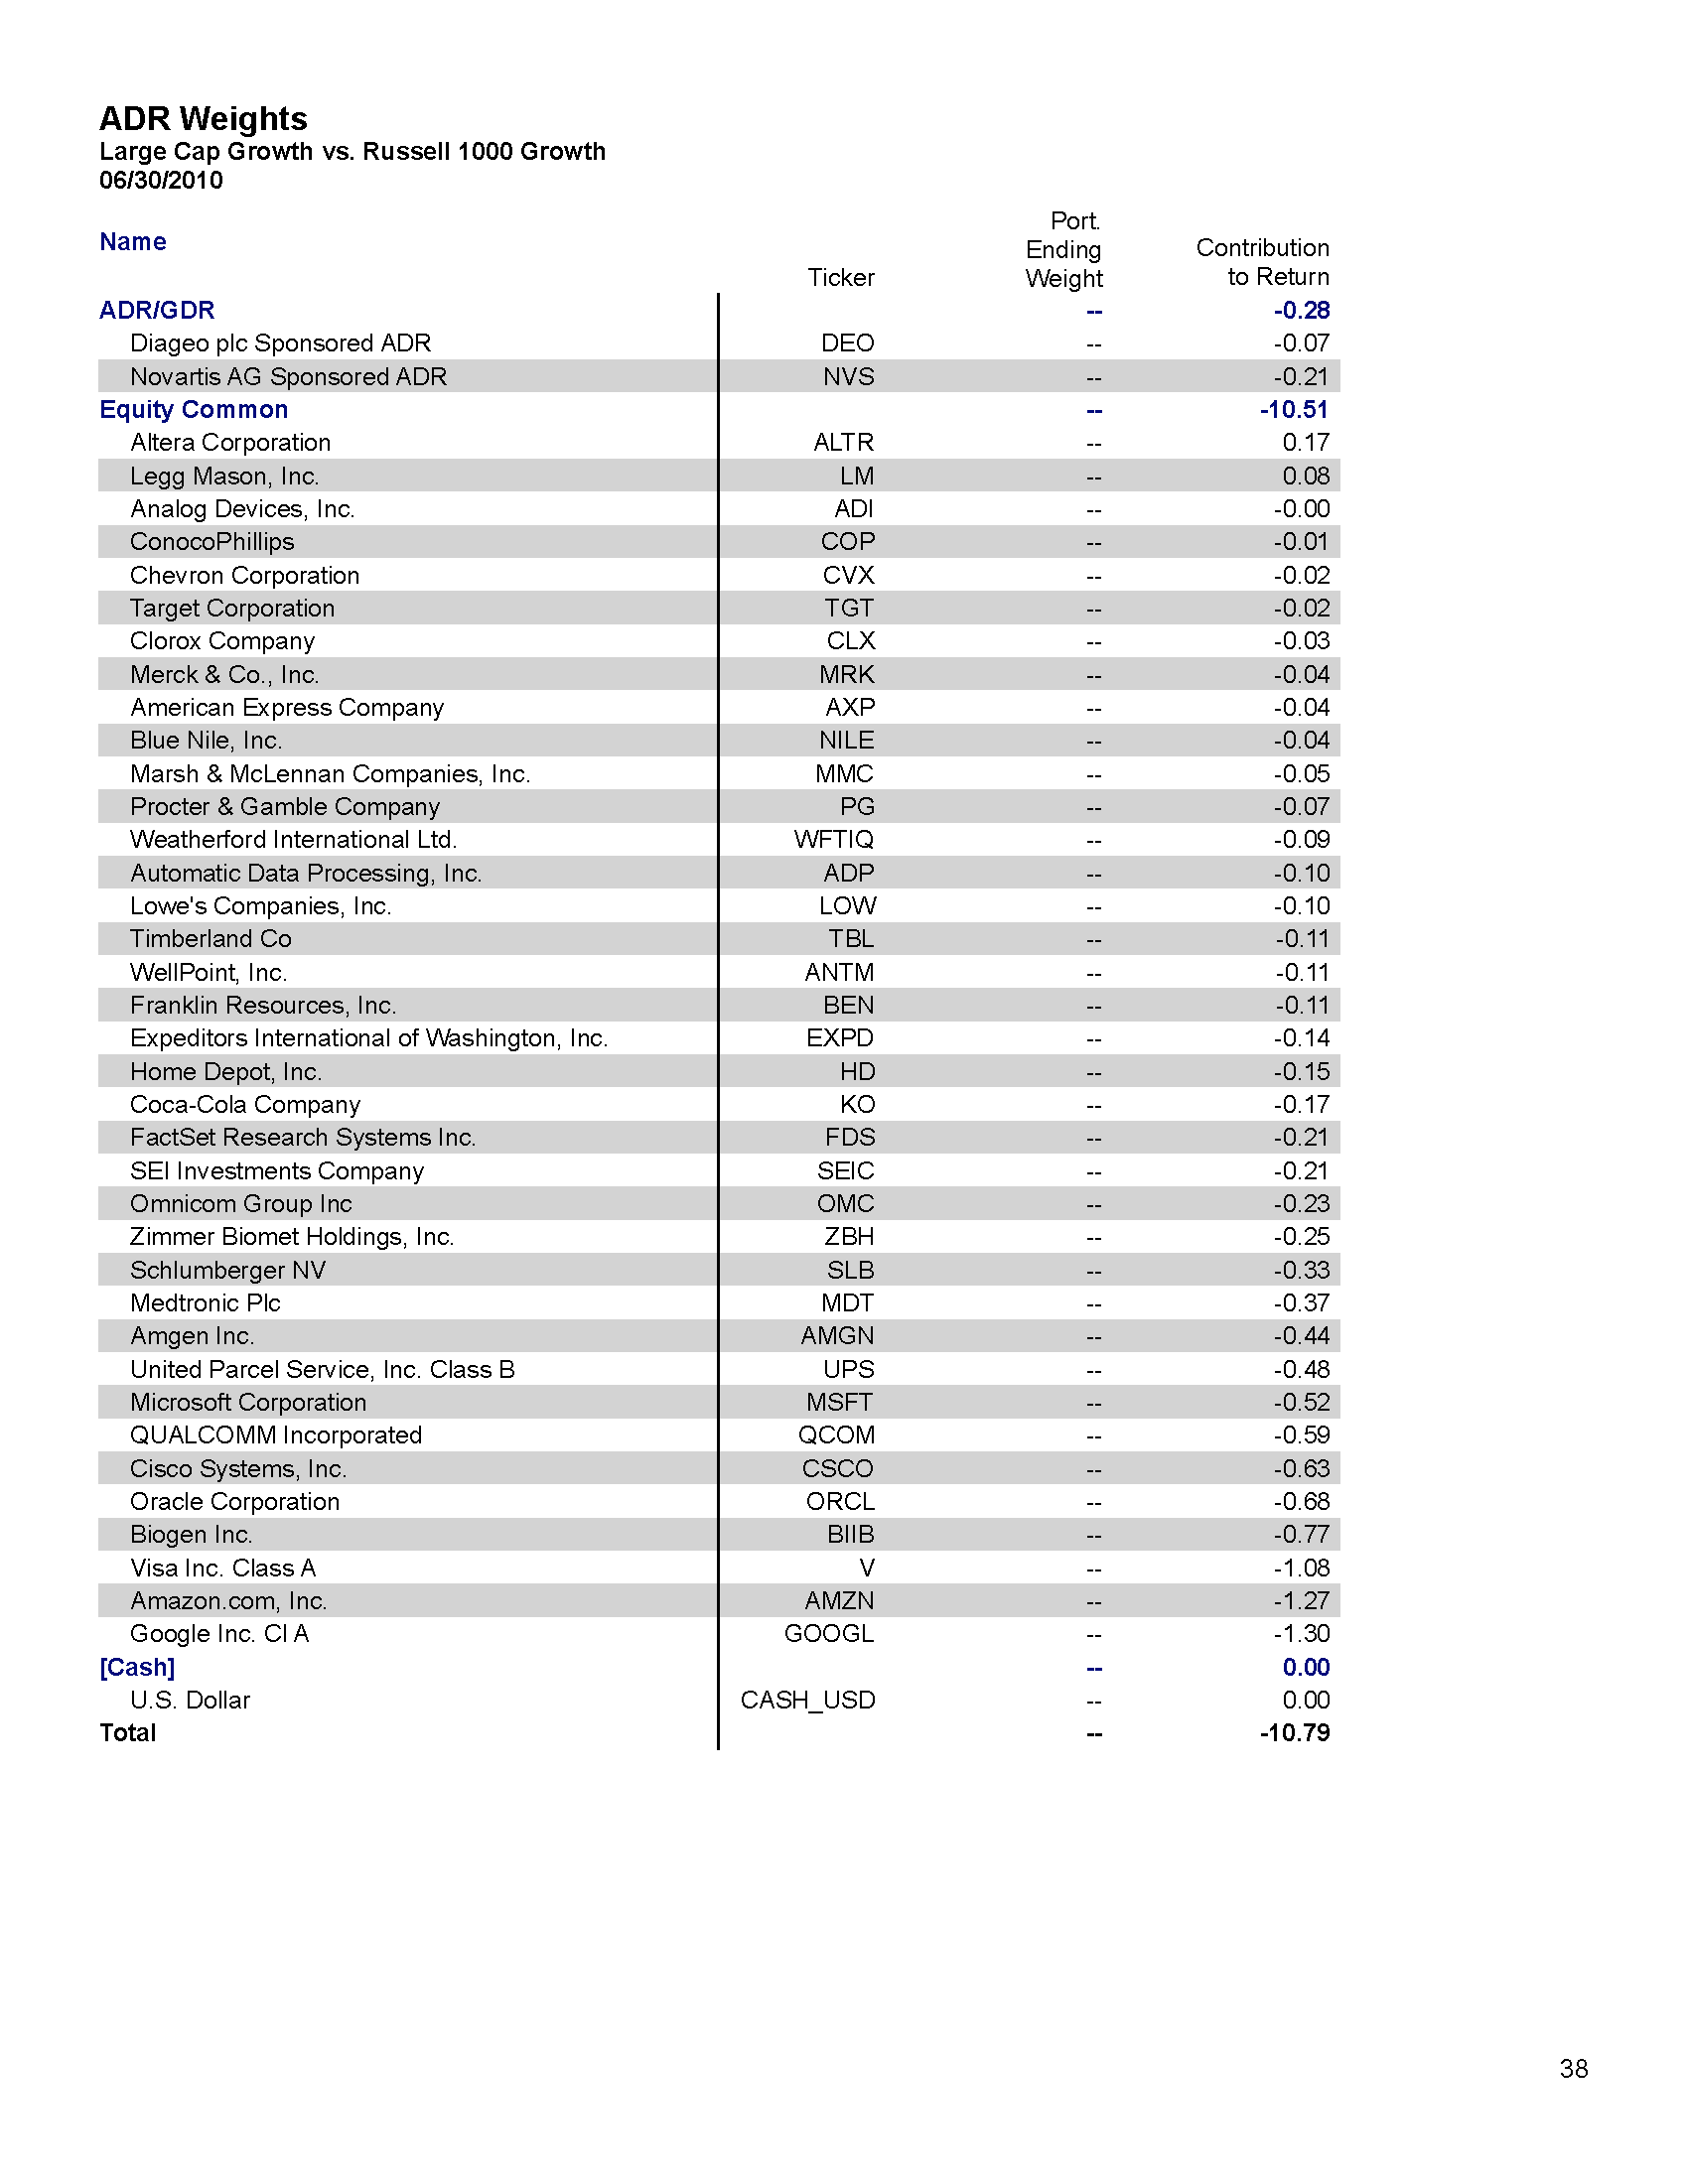 ADR Weights
Large Cap Growth vs. Russell 1000 Growth
06/30/2010
Name Ticker Port. Ending Weight Contribution to Return
ADR/GDR -- -0.28
Diageo plc Sponsored ADR DEO -- -0.07
Novartis AG Sponsored ADR NVS -- -0.21
Equity Common -- -10.51
Altera Corporation ALTR -- 0.17
Legg Mason, Inc. LM -- 0.08
Analog Devices, Inc. ADI -- -0.00
ConocoPhillips COP -- -0.01
Chevron Corporation CVX -- -0.02
Target Corporation TGT -- -0.02
Clorox Company CLX -- -0.03
Merck & Co., Inc. MRK -- -0.04
American Express Company AXP -- -0.04
Blue Nile, Inc. NILE -- -0.04
Marsh & McLennan Companies, Inc. MMC -- -0.05
Procter & Gamble Company PG -- -0.07
Weatherford International Ltd. WFTIQ -- -0.09
Automatic Data Processing, Inc. ADP -- -0.10
Lowe's Companies, Inc. LOW -- -0.10
Timberland Co TBL -- -0.11
WellPoint, Inc. ANTM -- -0.11
Franklin Resources, Inc. BEN -- -0.11
Expeditors International of Washington, Inc. EXPD -- -0.14
Home Depot, Inc. HD -- -0.15
Coca-Cola Company KO -- -0.17
FactSet Research Systems Inc. FDS -- -0.21
SEI Investments Company SEIC -- -0.21
Omnicom Group Inc OMC -- -0.23
Zimmer Biomet Holdings, Inc. ZBH -- -0.25
Schlumberger NV SLB -- -0.33
Medtronic Plc MDT -- -0.37
Amgen Inc. AMGN -- -0.44
United Parcel Service, Inc. Class B UPS -- -0.48
Microsoft Corporation MSFT -- -0.52
QUALCOMM Incorporated QCOM -- -0.59
Cisco Systems, Inc. CSCO -- -0.63
Oracle Corporation ORCL -- -0.68
Biogen Inc. BIIB -- -0.77
Visa Inc. Class A V -- -1.08
Amazon.com, Inc. AMZN -- -1.27
Google Inc. Cl A GOOGL -- -1.30
[Cash] -- 0.00
U.S. Dollar CASH_USD -- 0.00
Total -- -10.79
38